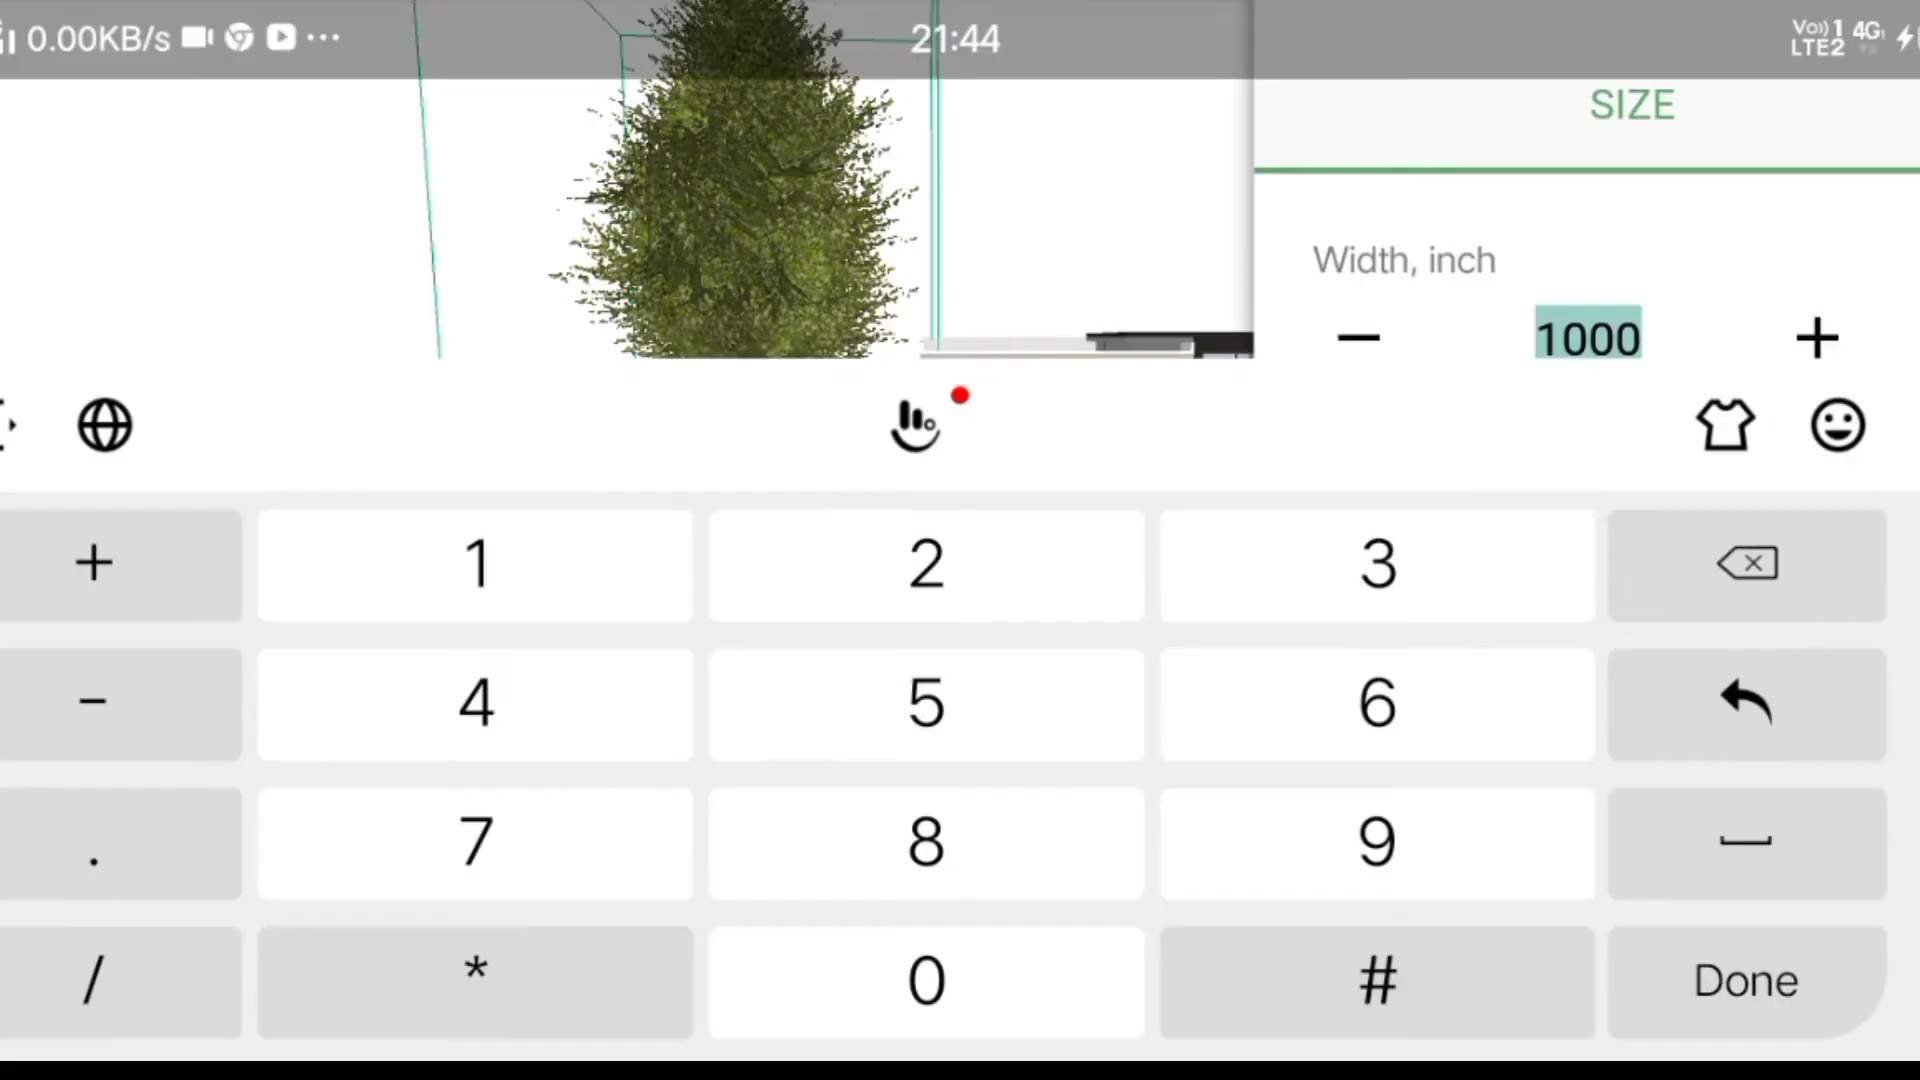 0.00KB/s ... 21:44 Vo) 1 4G
LTE2
SIZE
Width, inch
− 1000 +
+ 1 2 3
- 4 5 6
. 7 8 9
/ * 0 # Done